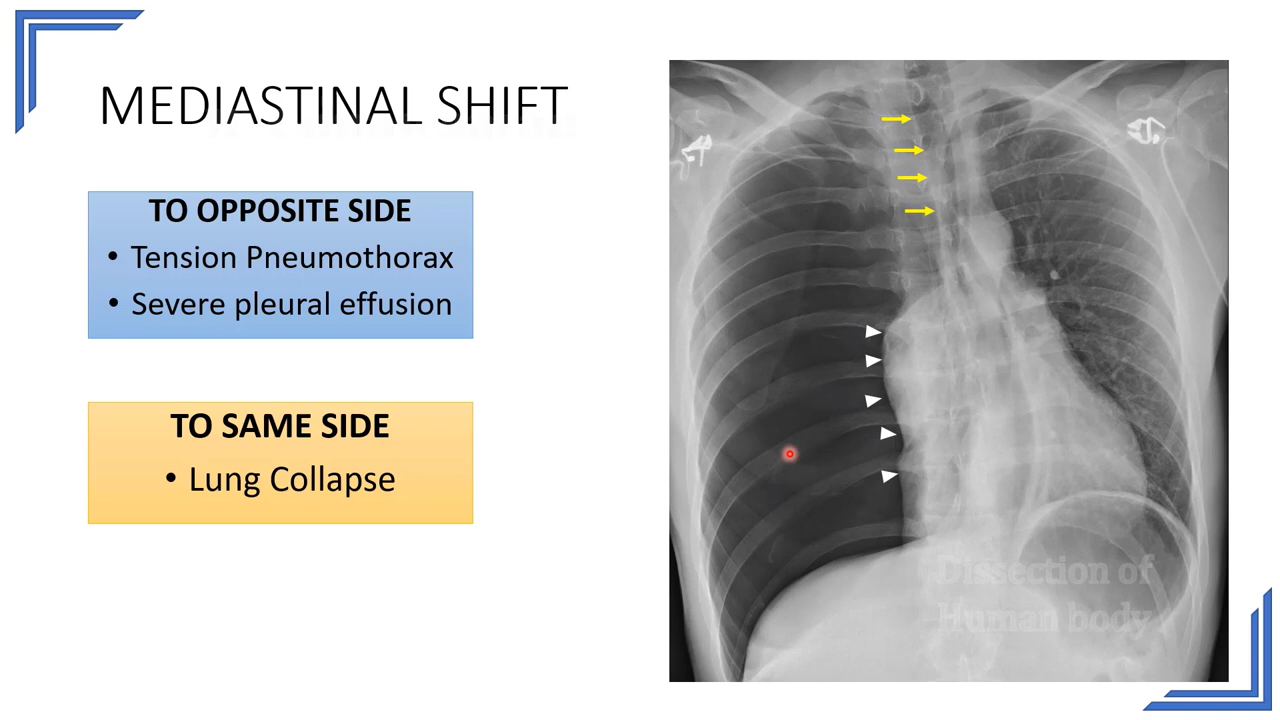 MEDIASTINAL SHIFT
TO OPPOSITE SIDE
• Tension Pneumothorax
• Severe pleural effusion
TO SAME SIDE
• Lung Collapse
Dissection of
Human body